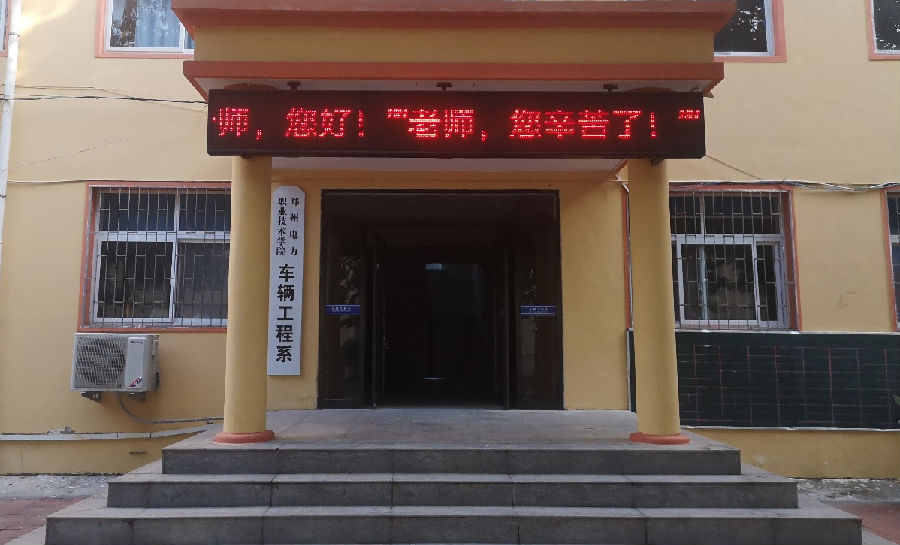 师，您好！"老师，您辛苦了！"
郑州电力
职业技术学院
车辆工程系